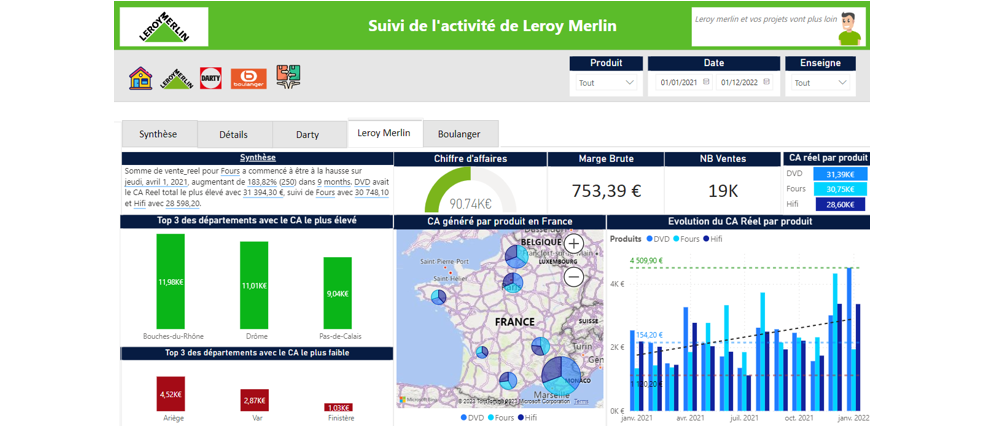 LEROY MERLIN
Suivi de l'activité de Leroy Merlin
Leroy merlin et vos projets vont plus loin
LEROY MERLIN
DARTY
boulanger
Produit
Tout
Date
01/01/2021
01/12/2022
Enseigne
Tout
Synthèse
Détails
Darty
Leroy Merlin
Boulanger
Synthèse
Somme de vente_reel pour Fours a commencé à être à la hausse sur
jeudi, avril 1, 2021, augmentant de 183,82% (250) dans 9 months. DVD avait
le CA Reel total le plus élevé avec 31 394,30 €, suivi de Fours avec 30 748,10
et Hifi avec 28 598,20.
Chiffre d'affaires
90,74K€
Marge Brute
753,39 €
NB Ventes
19K
CA réel par produit
DVD 31,39K€
Fours 30,75K€
Hifi 28,60K€
Top 3 des départements avec le CA le plus élevé
11,98K€
11,01K€
9,04K€
Bouches-du-Rhône
Drôme
Pas-de-Calais
Top 3 des départements avec le CA le plus faible
4,52K€
2,87K€
1,03K€
Ariège
Var
Finistère
CA généré par produit en France
BELGIQUE
LUXEMBOURG
Saint Pierre Port
Saint Helier
Paris
FRANCE
SUISSE
Turin
MONACO
Marseille
Microsoft Corporation Terms
DVD Fours Hifi
Evolution du CA Réel par produit
Produits DVD Fours Hifi
4 509,90 €
4K€
2K€
0K€
janv. 2021
avr. 2021
juil. 2021
oct. 2021
janv. 2022